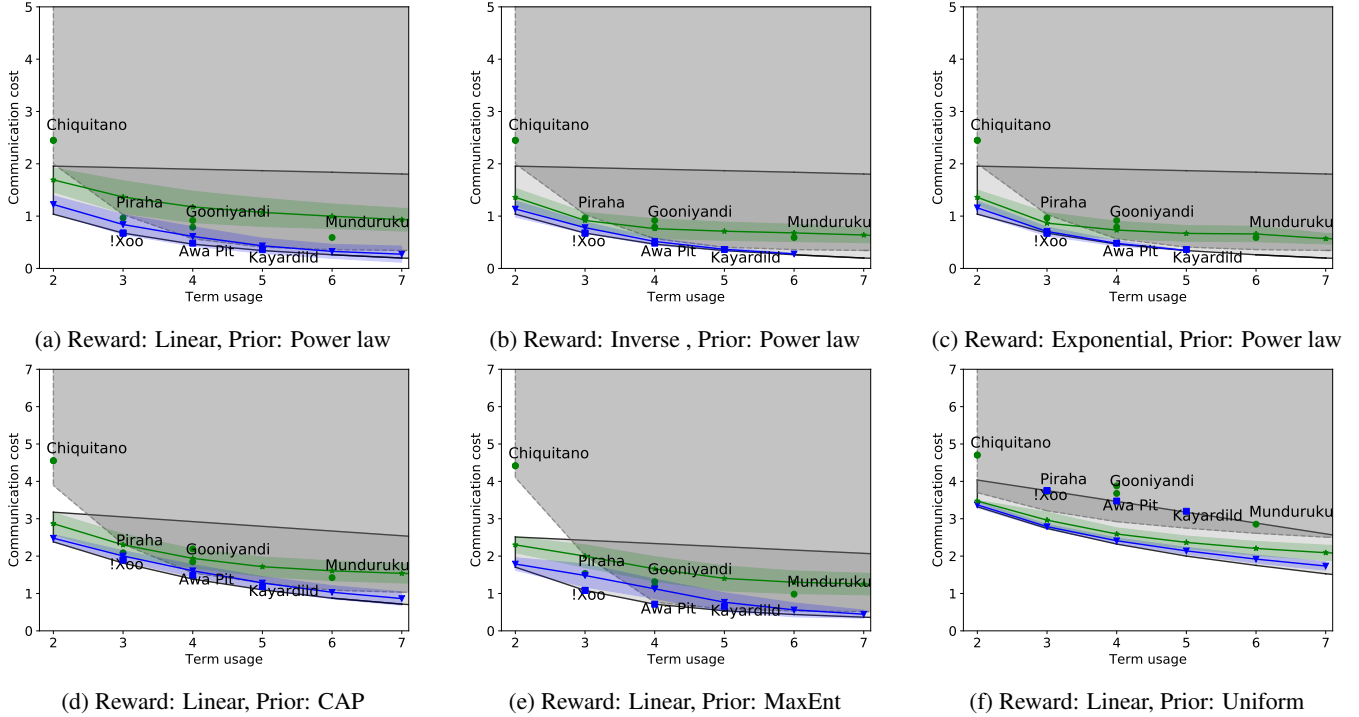 5
4
3
2
1
0
Communication cost
Chiquitano
Piraha
Gooniyandi
Munduruku
!Xoo
Awa Pit
Kayardild
2 3 4 5 6 7
Term usage
(a) Reward: Linear, Prior: Power law
5
4
3
2
1
0
Communication cost
Chiquitano
Piraha
Gooniyandi
Munduruku
!Xoo
Awa Pit
Kayardild
2 3 4 5 6 7
Term usage
(b) Reward: Inverse , Prior: Power law
5
4
3
2
1
0
Communication cost
Chiquitano
Piraha
Gooniyandi
Munduruku
!Xoo
Awa Pit
Kayardild
2 3 4 5 6 7
Term usage
(c) Reward: Exponential, Prior: Power law
7
6
5
4
3
2
1
0
Communication cost
Chiquitano
Piraha
Gooniyandi
Munduruku
!Xoo
Awa Pit
Kayardild
2 3 4 5 6 7
Term usage
(d) Reward: Linear, Prior: CAP
7
6
5
4
3
2
1
0
Communication cost
Chiquitano
Piraha
Gooniyandi
Munduruku
!Xoo
Awa Pit
Kayardild
2 3 4 5 6 7
Term usage
(e) Reward: Linear, Prior: MaxEnt
7
6
5
4
3
2
1
0
Communication cost
Chiquitano
Piraha
Gooniyandi
!Xoo
Awa Pit
Kayardild
Munduruku
2 3 4 5 6 7
Term usage
(f) Reward: Linear, Prior: Uniform